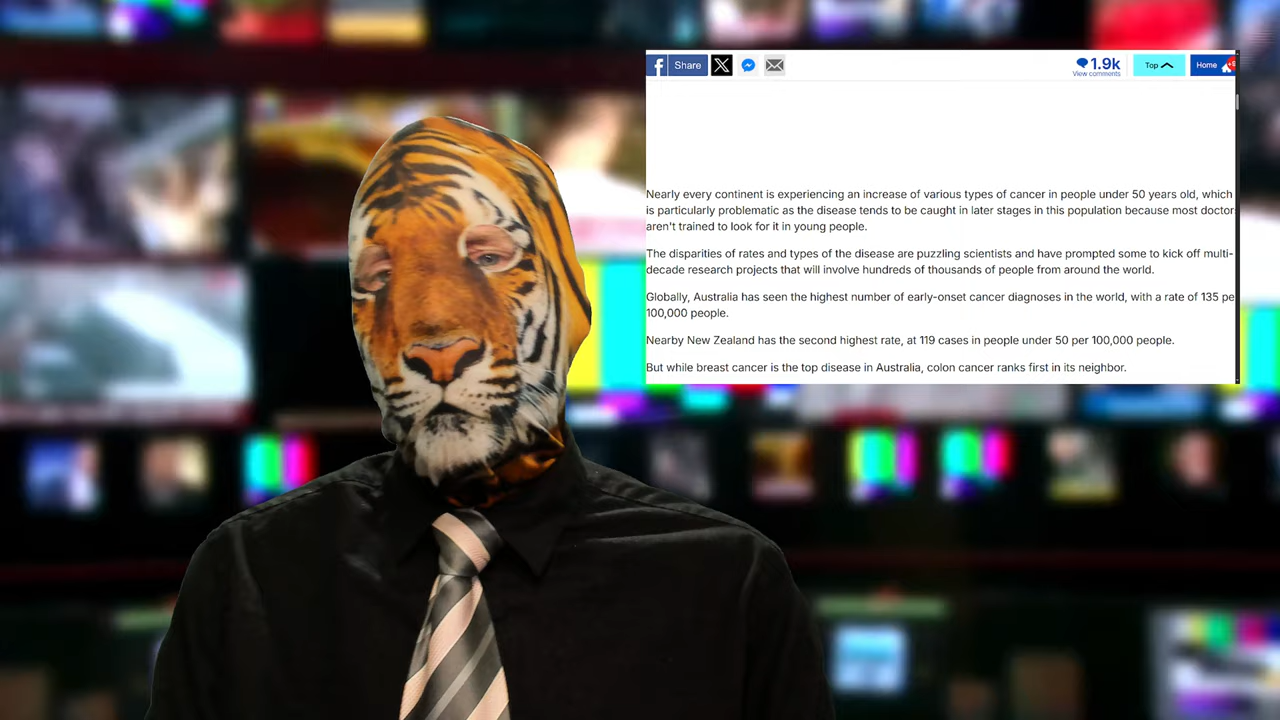 Share
1.9k
View comments
Top
Home
Nearly every continent is experiencing an increase of various types of cancer in people under 50 years old, which
is particularly problematic as the disease tends to be caught in later stages in this population because most doctor
aren't trained to look for it in young people.
The disparities of rates and types of the disease are puzzling scientists and have prompted some to kick off multi-
decade research projects that will involve hundreds of thousands of people from around the world.
Globally, Australia has seen the highest number of early-onset cancer diagnoses in the world, with a rate of 135 pe
100,000 people.
Nearby New Zealand has the second highest rate, at 119 cases in people under 50 per 100,000 people.
But while breast cancer is the top disease in Australia, colon cancer ranks first in its neighbor.